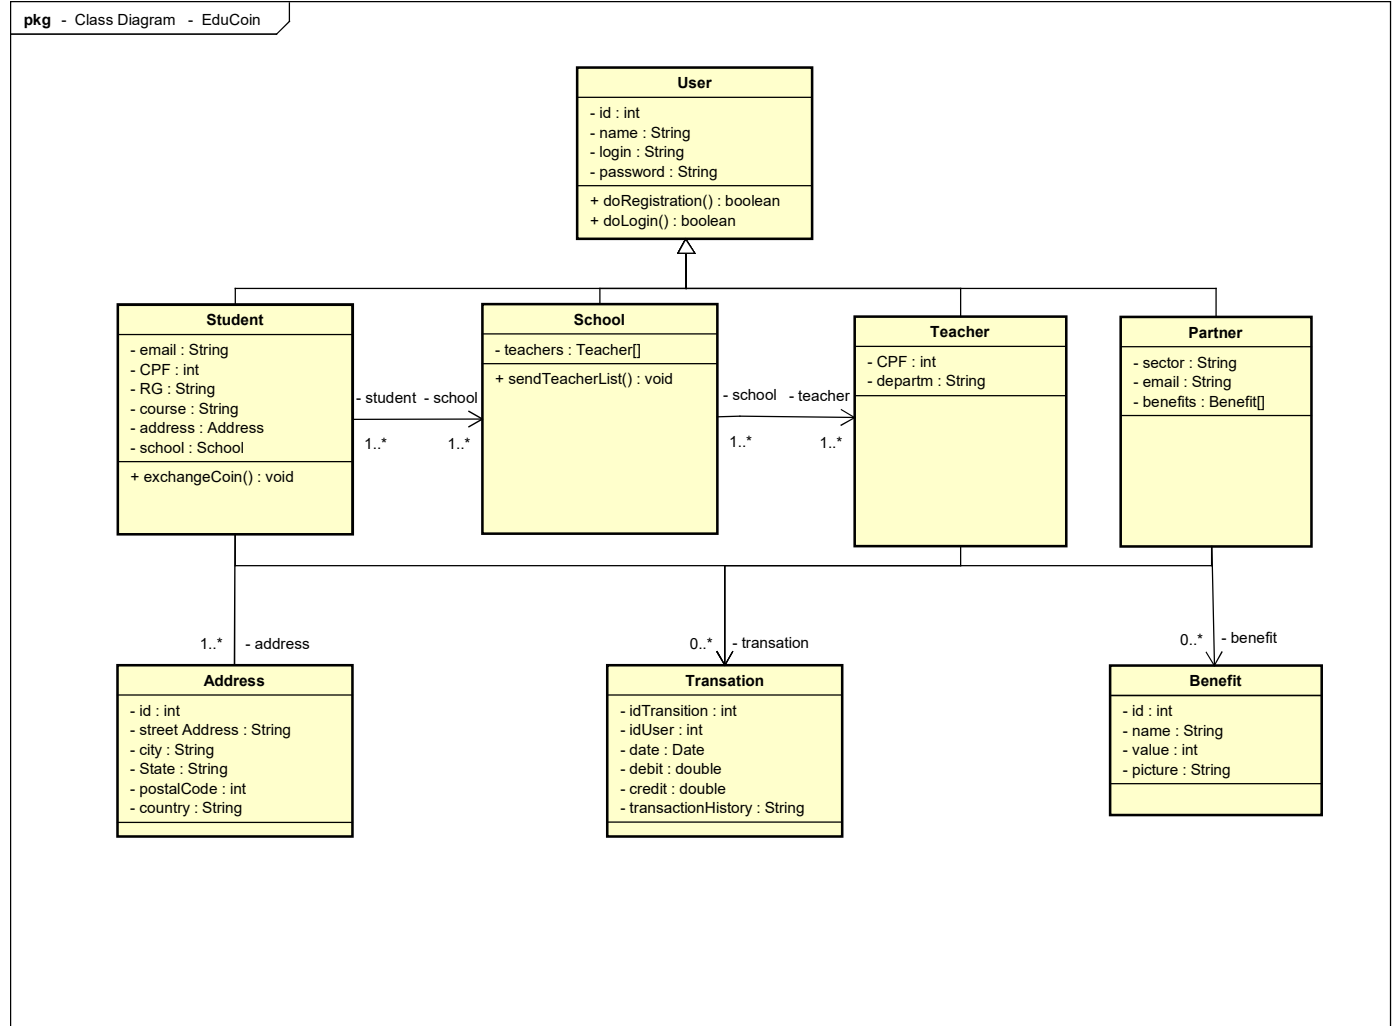 pkg - Class Diagram - EduCoin
User
- id : int
- name : String
- login : String
- password : String
+ doRegistration() : boolean
+ doLogin() : boolean
Student
- email : String
- CPF : int
- RG : String
- course : String
- address : Address
- school : School
+ exchangeCoin() : void
- student - school
1..* 1..*
School
- teachers : Teacher[]
+ sendTeacherList() : void
- school - teacher
1..* 1..*
Teacher
- CPF : int
- departm : String
Partner
- sector : String
- email : String
- benefits : Benefit[]
1..* - address
0..* - transation
0..* - benefit
Address
- id : int
- street Address : String
- city : String
- State : String
- postalCode : int
- country : String
Transation
- idTransition : int
- idUser : int
- date : Date
- debit : double
- credit : double
- transactionHistory : String
Benefit
- id : int
- name : String
- value : int
- picture : String